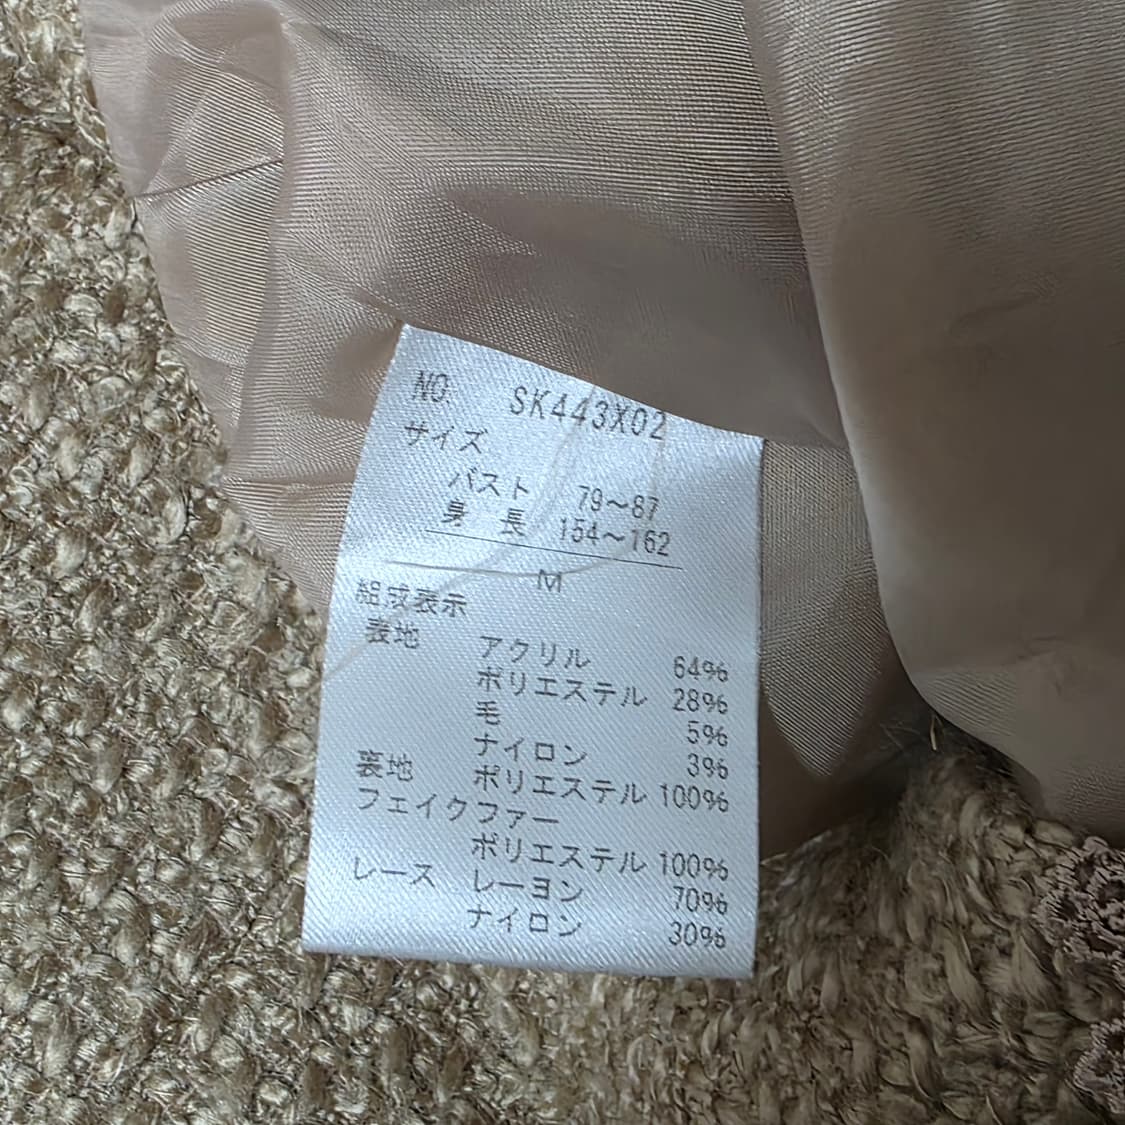 NO. SK443X02
サイズ
バスト 79～87
身 長 154～162
M
組成表示
表地 アクリル 64%
ポリエステル 28%
毛 5%
ナイロン 3%
裏地 ポリエステル 100%
フェイクファー
ポリエステル 100%
レース レーヨン 70%
ナイロン 30%